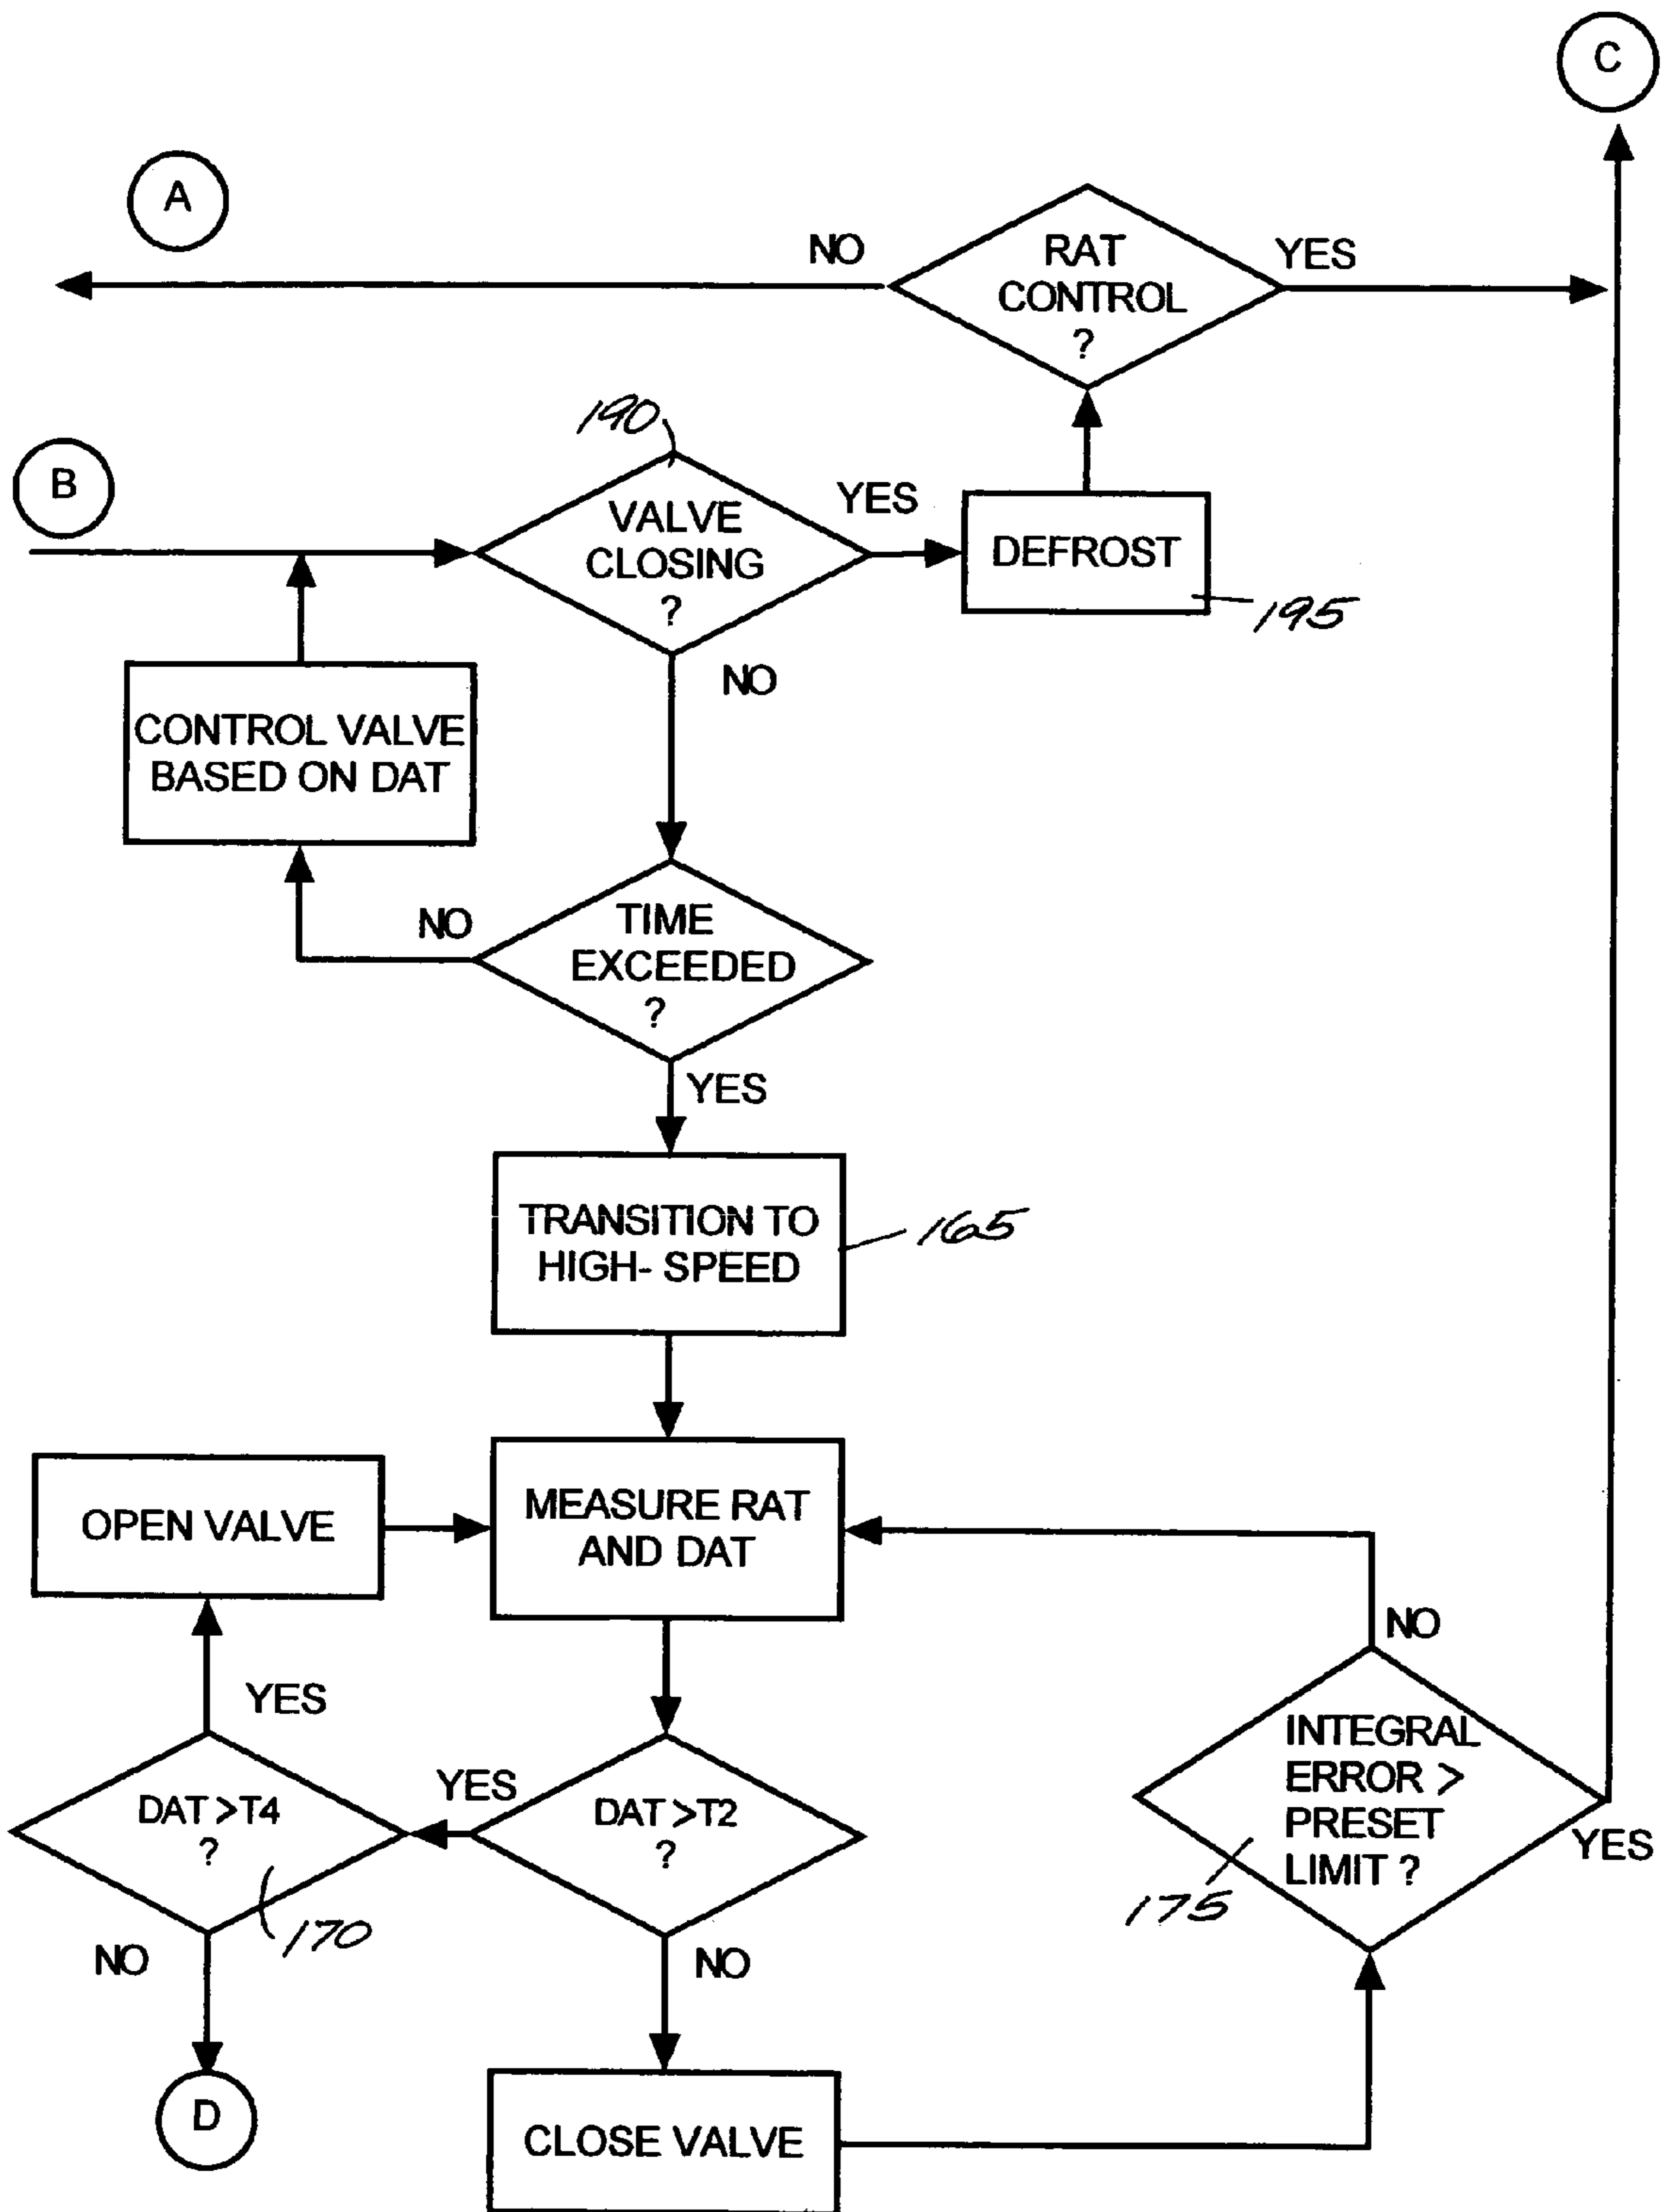 C
A
NO
RAT
CONTROL
?
YES
190
B
VALVE
CLOSING
?
YES
DEFROST
195
NO
CONTROL VALVE
BASED ON DAT
NO
TIME
EXCEEDED
?
YES
TRANSITION TO
HIGH- SPEED
165
OPEN VALVE
MEASURE RAT
AND DAT
NO
YES
DAT >T4
?
170
YES
DAT >T2
?
INTEGRAL
ERROR >
PRESET
LIMIT ?
YES
175
NO
NO
D
CLOSE VALVE